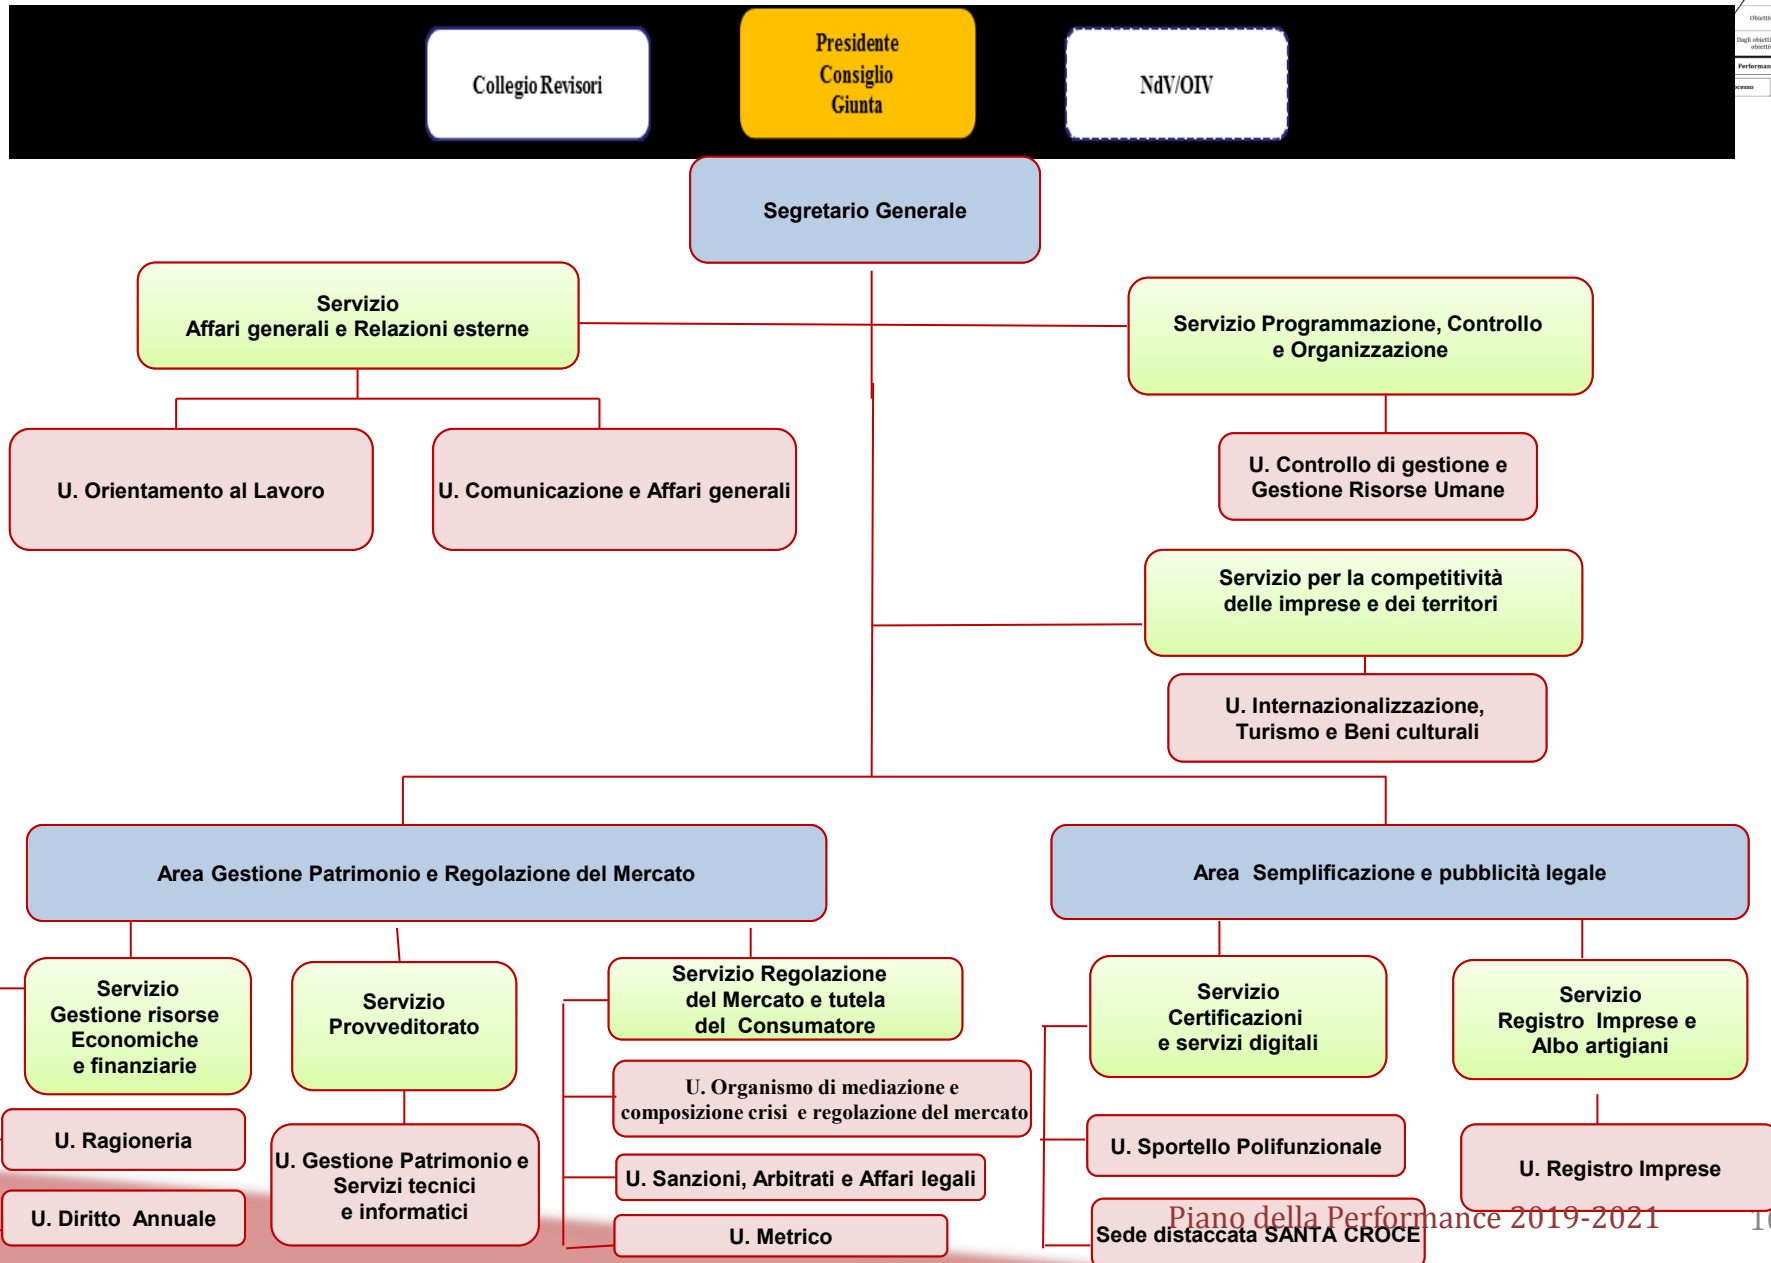 Collegio Revisori
Presidente
Consiglio
Giunta
NdV/OIV
Performan
Segretario Generale
Servizio
Affari generali e Relazioni esterne
Servizio Programmazione, Controllo
e Organizzazione
U. Orientamento al Lavoro
U. Comunicazione e Affari generali
U. Controllo di gestione e
Gestione Risorse Umane
Servizio per la competitività
delle imprese e dei territori
U. Internazionalizzazione,
Turismo e Beni culturali
Area Gestione Patrimonio e Regolazione del Mercato
Area Semplificazione e pubblicità legale
Servizio
Gestione risorse
Economiche
e finanziarie
Servizio
Provveditorato
Servizio Regolazione
del Mercato e tutela
del Consumatore
Servizio
Certificazioni
e servizi digitali
Servizio
Registro Imprese e
Albo artigiani
U. Ragioneria
U. Diritto Annuale
U. Gestione Patrimonio e
Servizi tecnici
e informatici
U. Organismo di mediazione e
composizione crisi e regolazione del mercato
U. Sanzioni, Arbitrati e Affari legali
U. Metrico
U. Sportello Polifunzionale
Sede distaccata SANTA CROCE
U. Registro Imprese
Piano della Performance 2019-2021